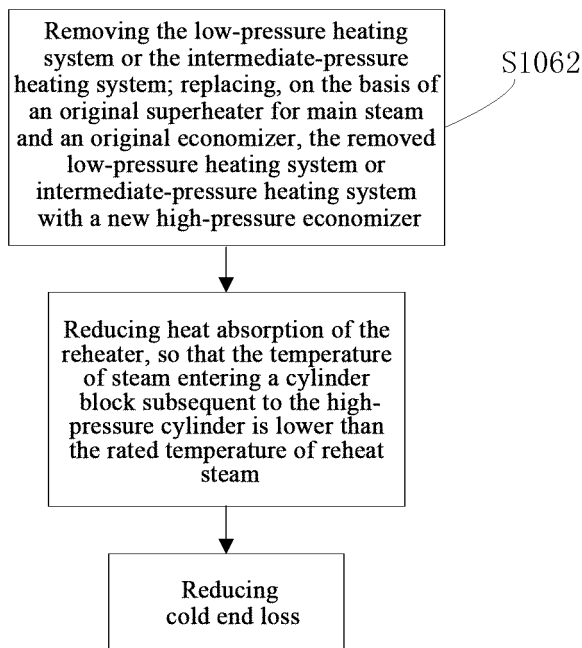 Removing the low-pressure heating
system or the intermediate-pressure
heating system; replacing, on the basis of
an original superheater for main steam
and an original economizer, the removed
low-pressure heating system or
intermediate-pressure heating system
with a new high-pressure economizer
S1062
Reducing heat absorption of the
reheater, so that the temperature
of steam entering a cylinder
block subsequent to the high-
pressure cylinder is lower than
the rated temperature of reheat
steam
Reducing
cold end loss